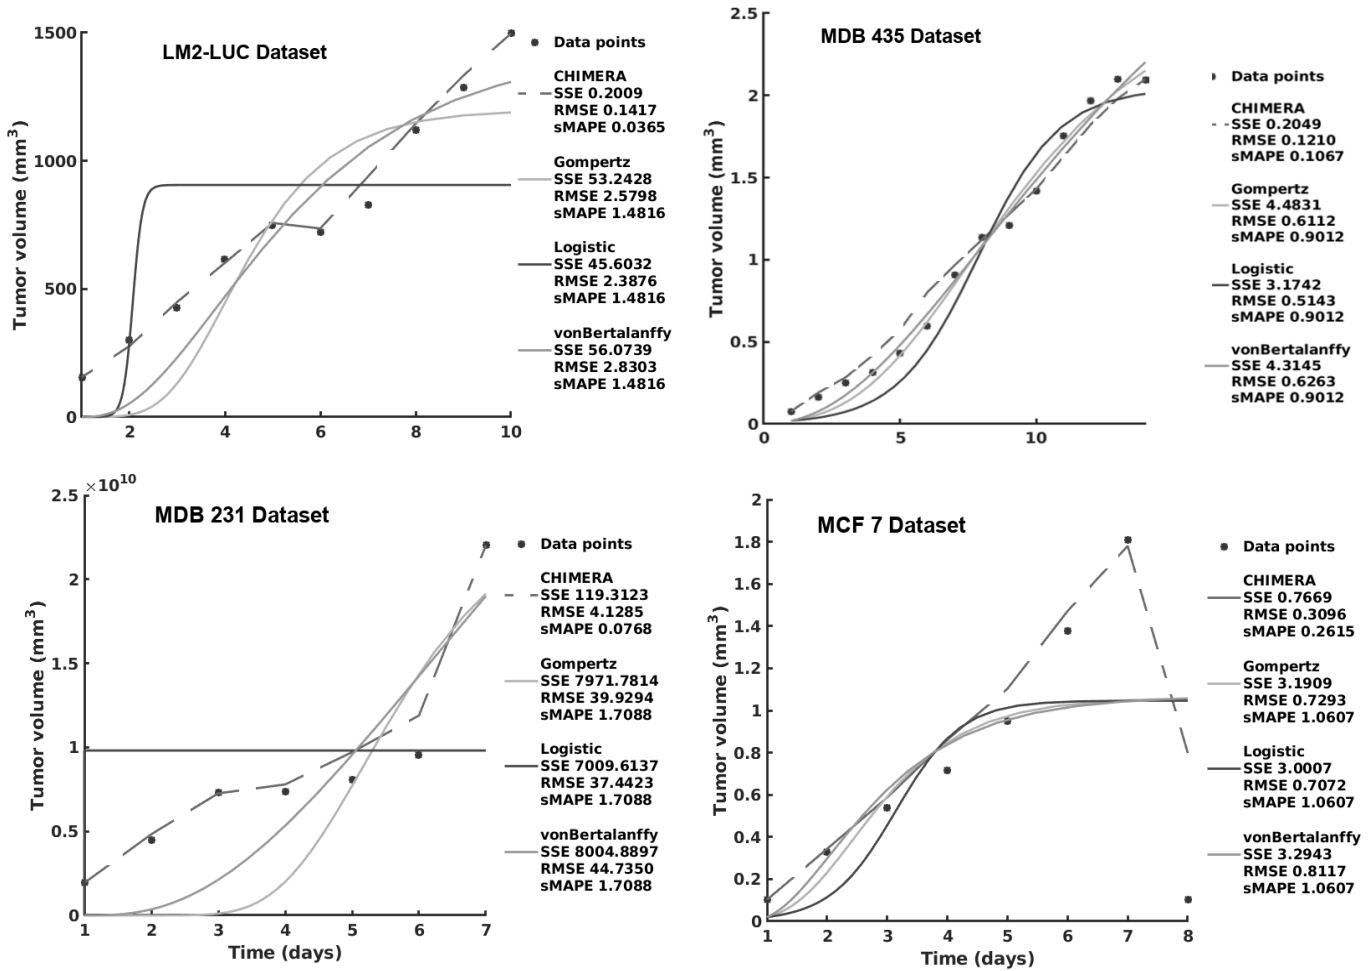 LM2-LUC Dataset
1500
1000
500
0
2
4
6
8
10
Tumor volume (mm3)
Data points
CHIMERA
SSE 0.2009
RMSE 0.1417
sMAPE 0.0365
Gompertz
SSE 53.2428
RMSE 2.5798
sMAPE 1.4816
Logistic
SSE 45.6032
RMSE 2.3876
sMAPE 1.4816
vonBertalanffy
SSE 56.0739
RMSE 2.8303
sMAPE 1.4816
MDB 435 Dataset
2.5
2
1.5
1
0.5
0
0
5
10
Tumor volume (mm3)
Data points
CHIMERA
SSE 0.2049
RMSE 0.1210
sMAPE 0.1067
Gompertz
SSE 4.4831
RMSE 0.6112
sMAPE 0.9012
Logistic
SSE 3.1742
RMSE 0.5143
sMAPE 0.9012
vonBertalanffy
SSE 4.3145
RMSE 0.6263
sMAPE 0.9012
MDB 231 Dataset
×10^10
2.5
2
1.5
1
0.5
0
1
2
3
4
5
6
7
Tumor volume (mm3)
Time (days)
Data points
CHIMERA
SSE 119.3123
RMSE 4.1285
sMAPE 0.0768
Gompertz
SSE 7971.7814
RMSE 39.9294
sMAPE 1.7088
Logistic
SSE 7009.6137
RMSE 37.4423
sMAPE 1.7088
vonBertalanffy
SSE 8004.8897
RMSE 44.7350
sMAPE 1.7088
MCF 7 Dataset
2
1.8
1.6
1.4
1.2
1
0.8
0.6
0.4
0.2
0
1
2
3
4
5
6
7
8
Tumor volume (mm3)
Time (days)
Data points
CHIMERA
SSE 0.7669
RMSE 0.3096
sMAPE 0.2615
Gompertz
SSE 3.1909
RMSE 0.7293
sMAPE 1.0607
Logistic
SSE 3.0007
RMSE 0.7072
sMAPE 1.0607
vonBertalanffy
SSE 3.2943
RMSE 0.8117
sMAPE 1.0607